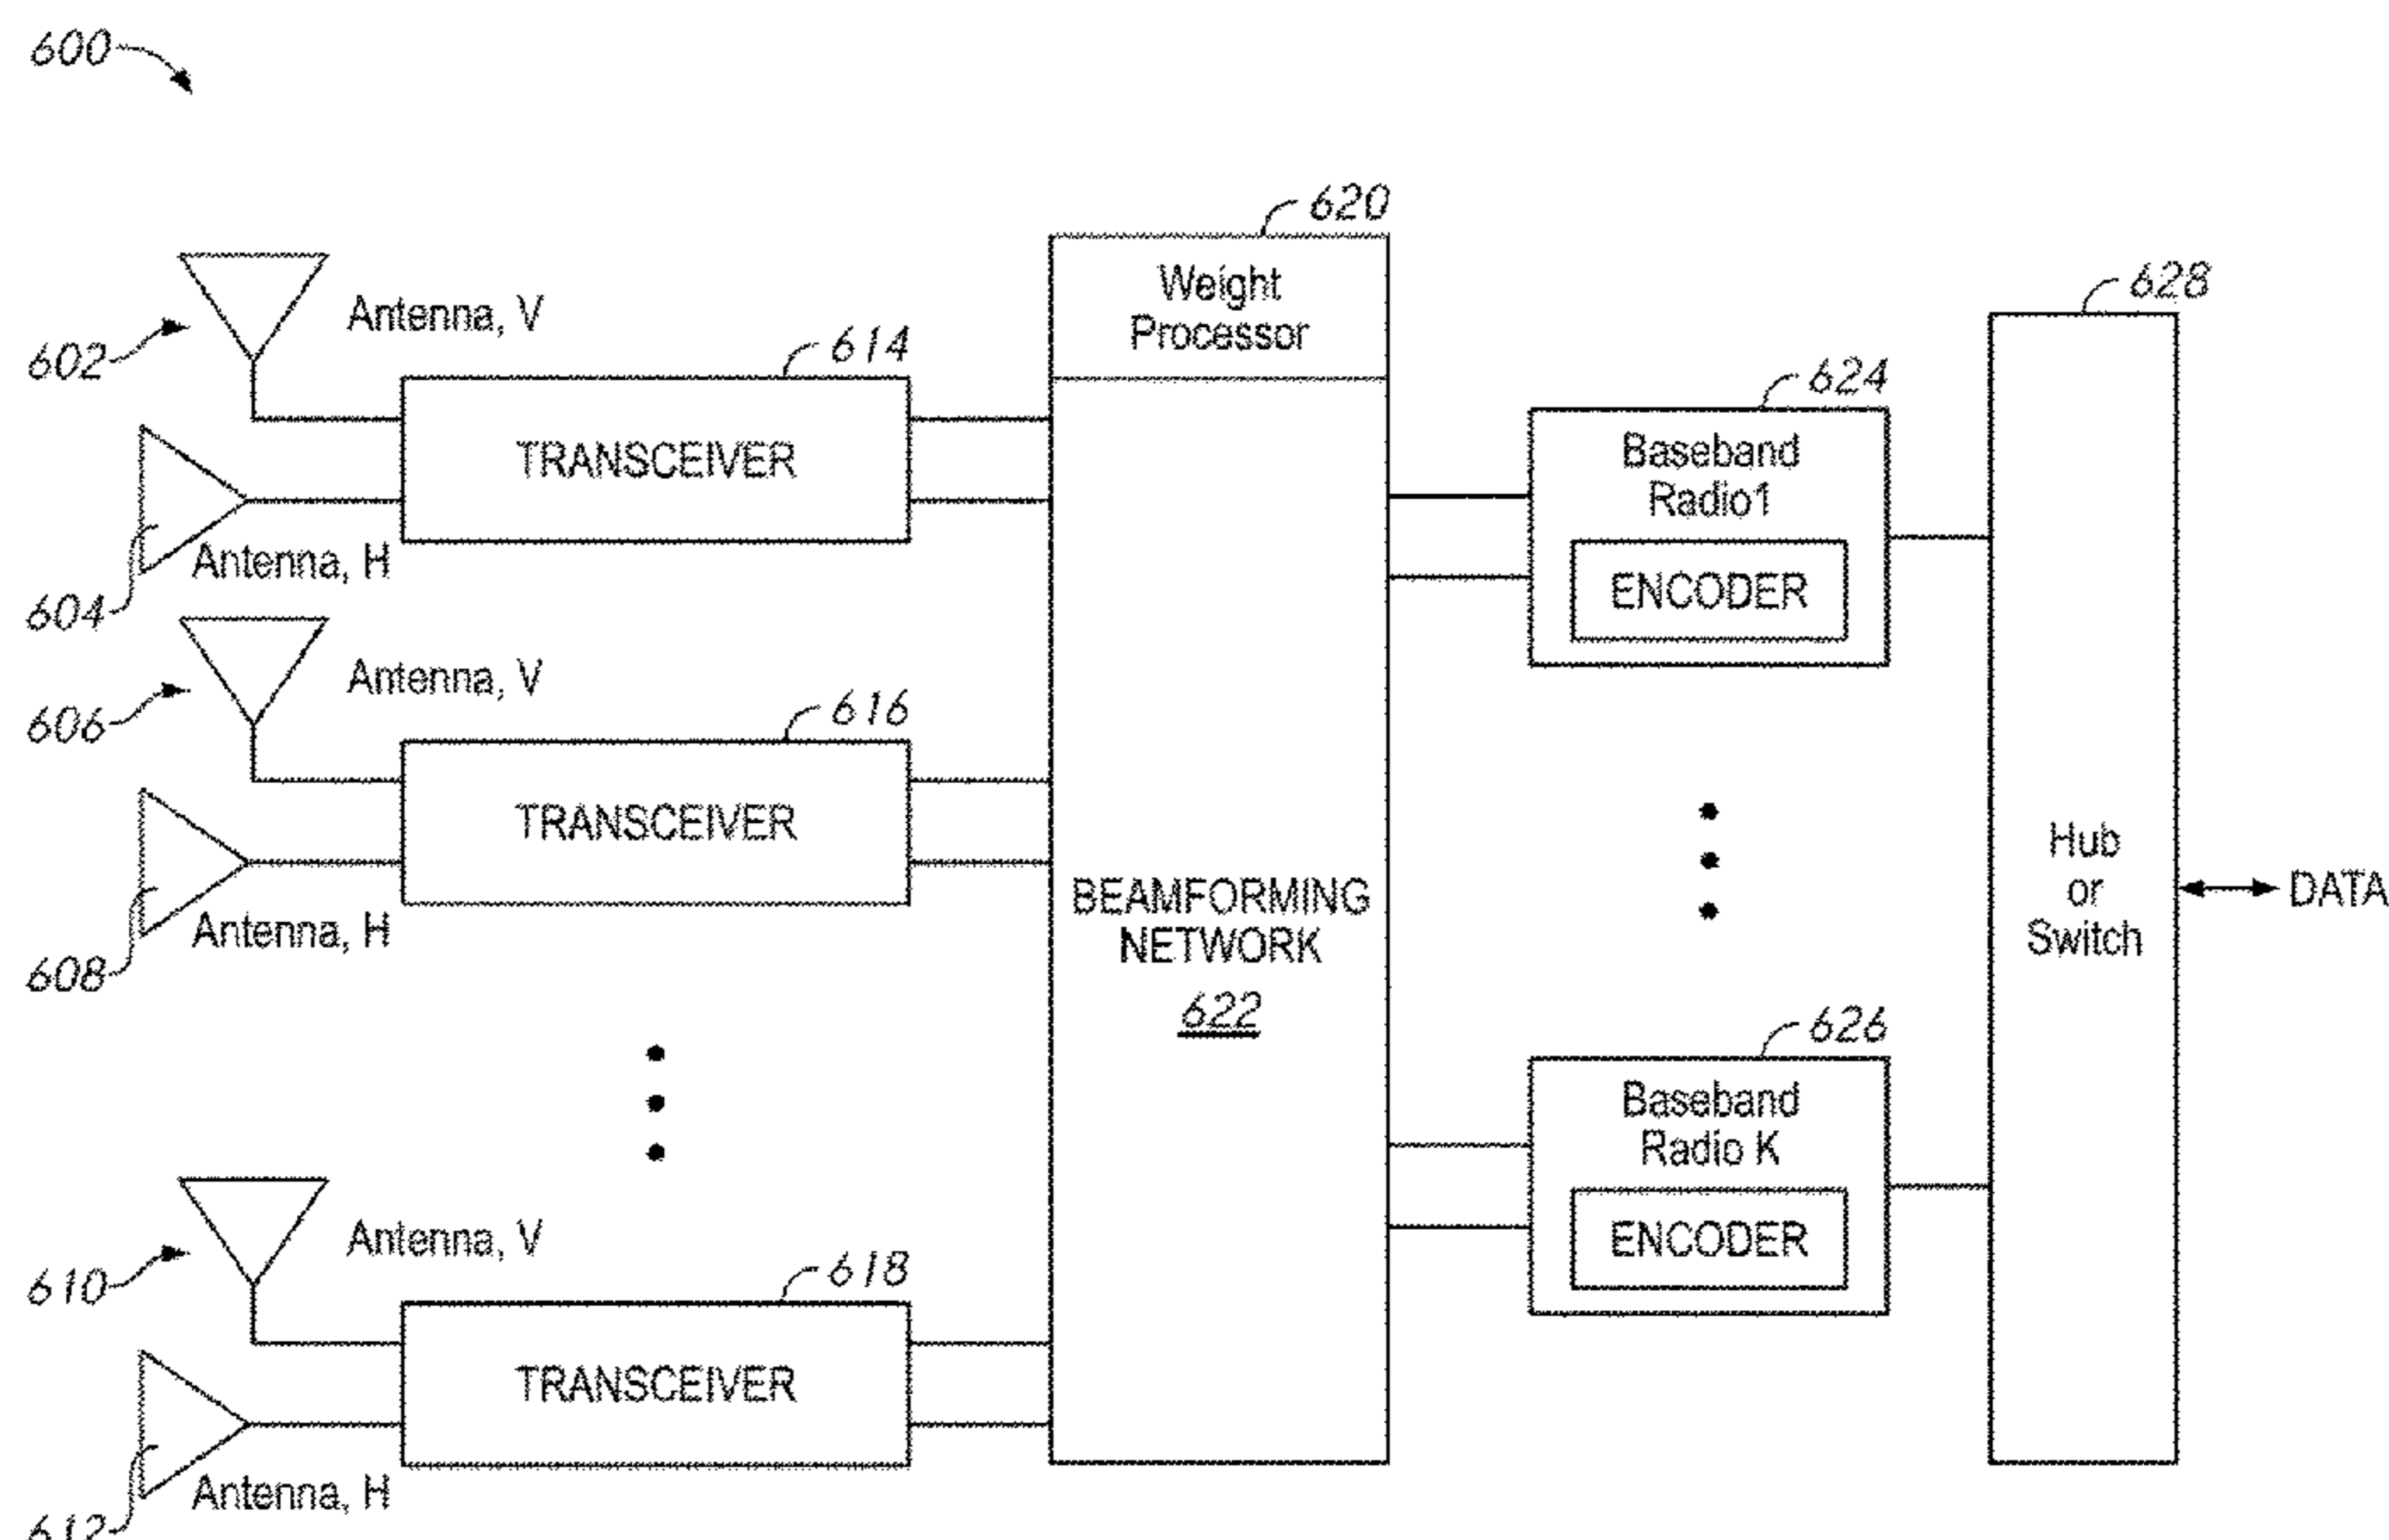 600
620
Weight
Processor
628
602
Antenna, V
614
TRANSCEIVER
624
Baseband
Radio1
ENCODER
604
Antenna, H
606
Antenna, V
616
TRANSCEIVER
608
Antenna, H
BEAMFORMING
NETWORK
622
Hub
or
Switch
DATA
626
Baseband
Radio K
ENCODER
610
Antenna, V
618
TRANSCEIVER
612
Antenna, H